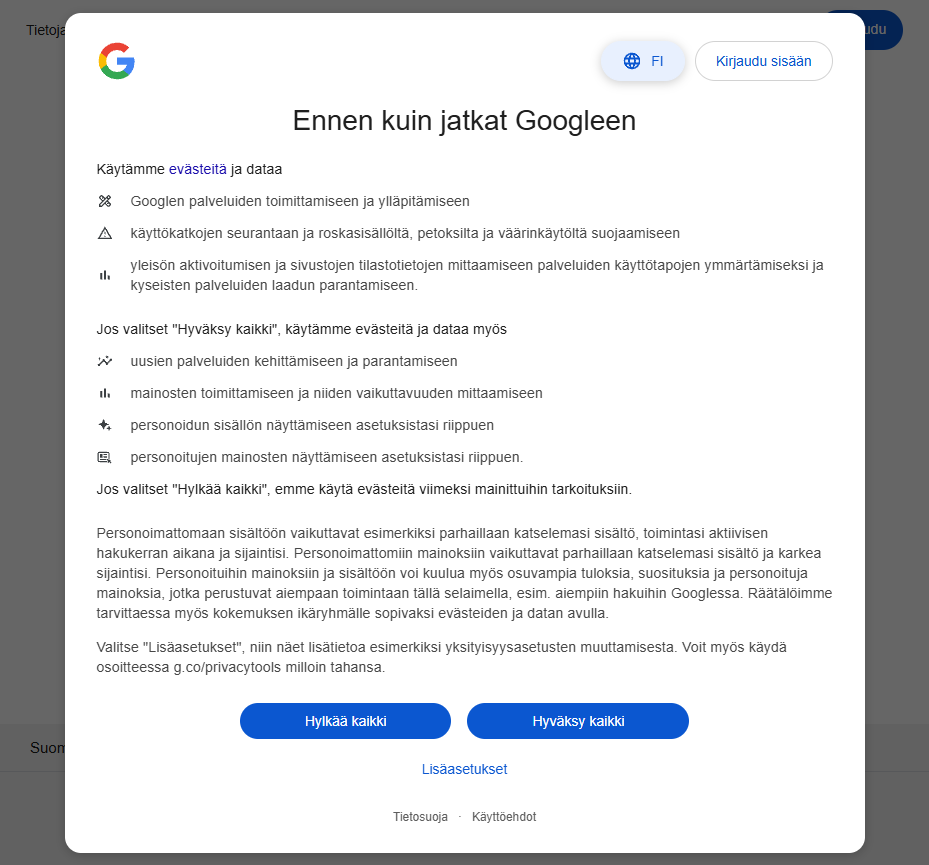 Tietoja
FI
Kirjaudu sisään
Ennen kuin jatkat Googleen
Käytämme evästeitä ja dataa
Googlen palveluiden toimittamiseen ja ylläpitämiseen
käyttökatkojen seurantaan ja roskasisällöltä, petoksilta ja väärinkäytöltä suojaamiseen
yleisön aktivoitumisen ja sivustojen tilastotietojen mittaamiseen palveluiden käyttötapojen ymmärtämiseksi ja
kyseisten palveluiden laadun parantamiseen.
Jos valitset "Hyväksy kaikki", käytämme evästeitä ja dataa myös
uusien palveluiden kehittämiseen ja parantamiseen
mainosten toimittamiseen ja niiden vaikuttavuuden mittaamiseen
personoidun sisällön näyttämiseen asetuksistasi riippuen
personoitujen mainosten näyttämiseen asetuksistasi riippuen.
Jos valitset "Hylkää kaikki", emme käytä evästeitä viimeksi mainittuihin tarkoituksiin.
Personoimattomaan sisältöön vaikuttavat esimerkiksi parhaillaan katselemasi sisältö, toimintasi aktiivisen
hakukerran aikana ja sijaintisi. Personoimattomiin mainoksiin vaikuttavat parhaillaan katselemasi sisältö ja karkea
sijaintisi. Personoituihin mainoksiin ja sisältöön voi kuulua myös osuvampia tuloksia, suosituksia ja personoituja
mainoksia, jotka perustuvat aiempaan toimintaan tällä selaimella, esim. aiempiin hakuihin Googlessa. Räätälöimme
tarvittaessa myös kokemuksen ikäryhmälle sopivaksi evästeiden ja datan avulla.
Valitse "Lisäasetukset", niin näet lisätietoa esimerkiksi yksityisyysasetusten muuttamisesta. Voit myös käydä
osoitteessa g.co/privacytools milloin tahansa.
Hylkää kaikki
Hyväksy kaikki
Lisäasetukset
Tietosuoja · Käyttöehdot